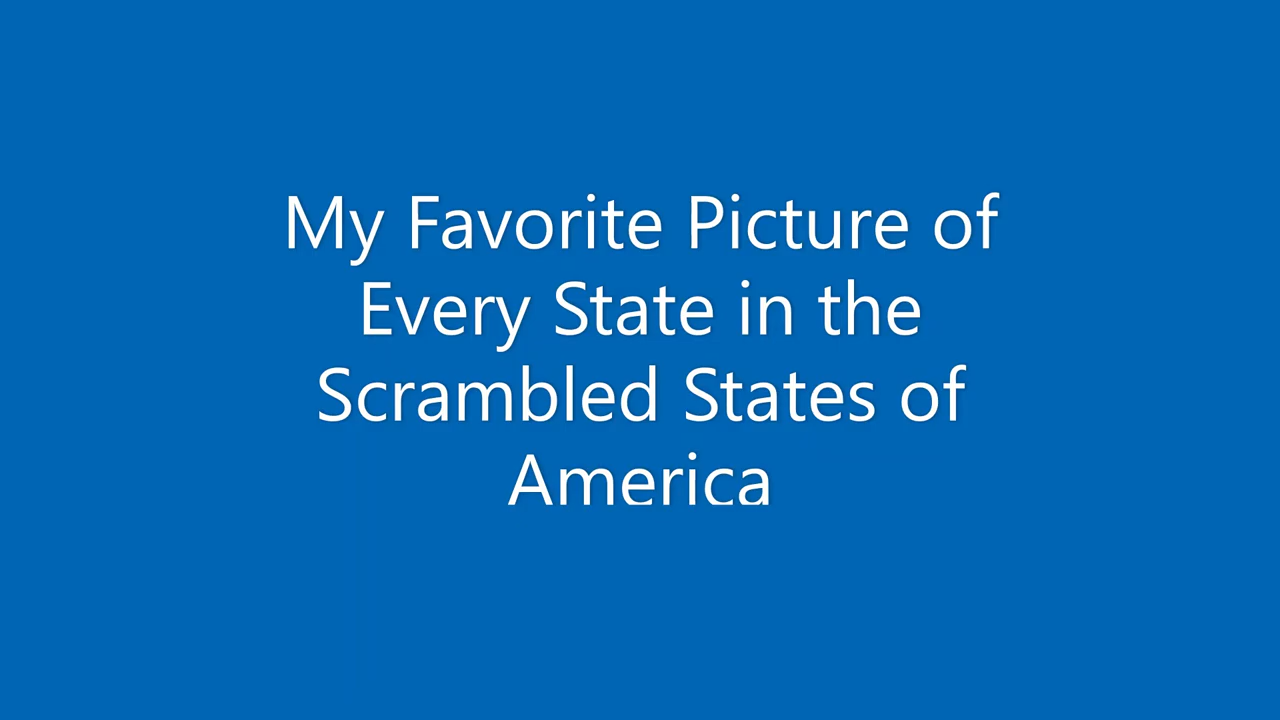 My Favorite Picture of
Every State in the
Scrambled States of
America